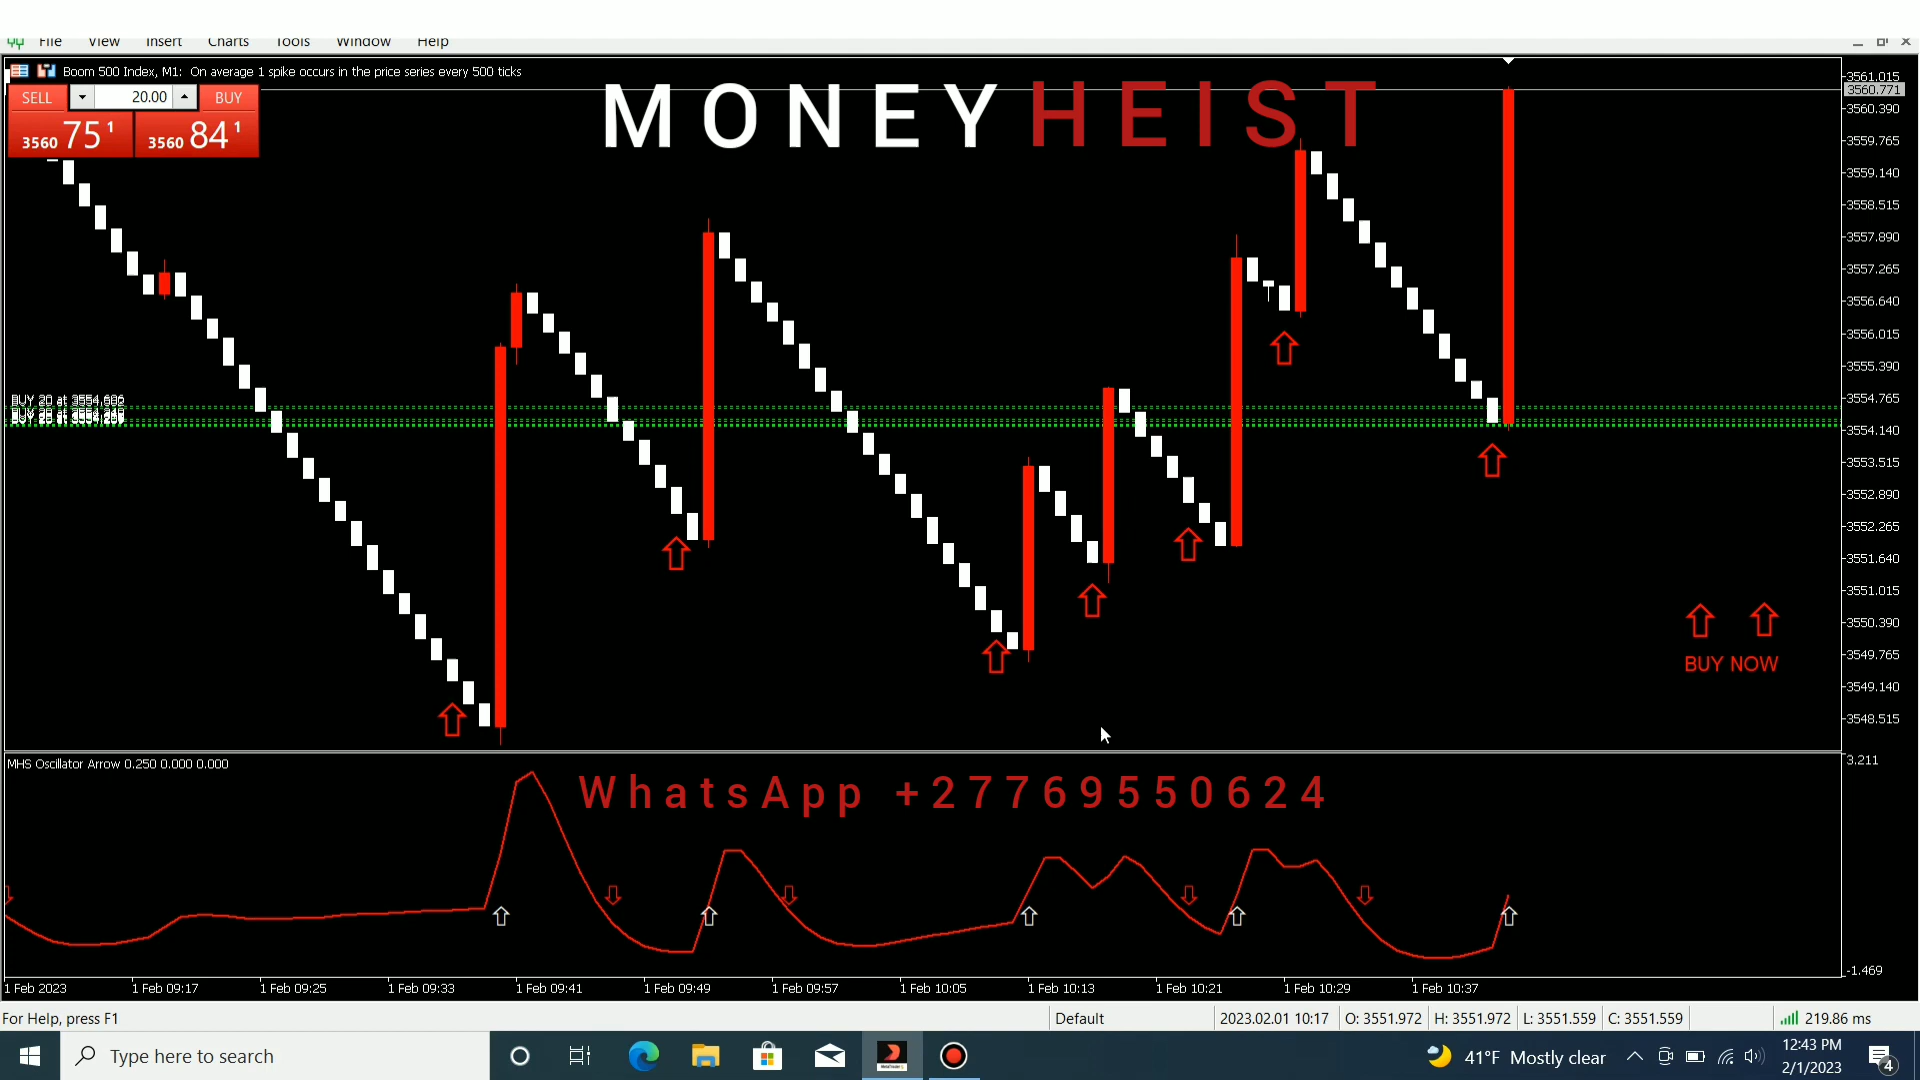 File View Insert Charts Tools Window Help
Boom 500 Index, M1: On average 1 spike occurs in the price series every 500 ticks
SELL 20.00 BUY
3560 75 1 3560 84 1
MONEY HEIST
3561.015
3560.771
3560.390
3559.765
3559.140
3558.515
3557.890
3557.265
3556.640
3556.015
3555.390
3554.765
3554.140
3553.515
3552.890
3552.265
3551.640
3551.015
3550.390
3549.765
3549.140
3548.515
BUY 20 at 3554.606
BUY NOW
MHS Oscillator Arrow 0.250 0.000 0.000
WhatsApp +27769550624
3.211
-1.469
1 Feb 2023 1 Feb 09:17 1 Feb 09:25 1 Feb 09:33 1 Feb 09:41 1 Feb 09:49 1 Feb 09:57 1 Feb 10:05 1 Feb 10:13 1 Feb 10:21 1 Feb 10:29 1 Feb 10:37
For Help, press F1 Default 2023.02.01 10:17 O: 3551.972 H: 3551.972 L: 3551.559 C: 3551.559 219.86 ms
Type here to search 41°F Mostly clear 12:43 PM
2/1/2023 4